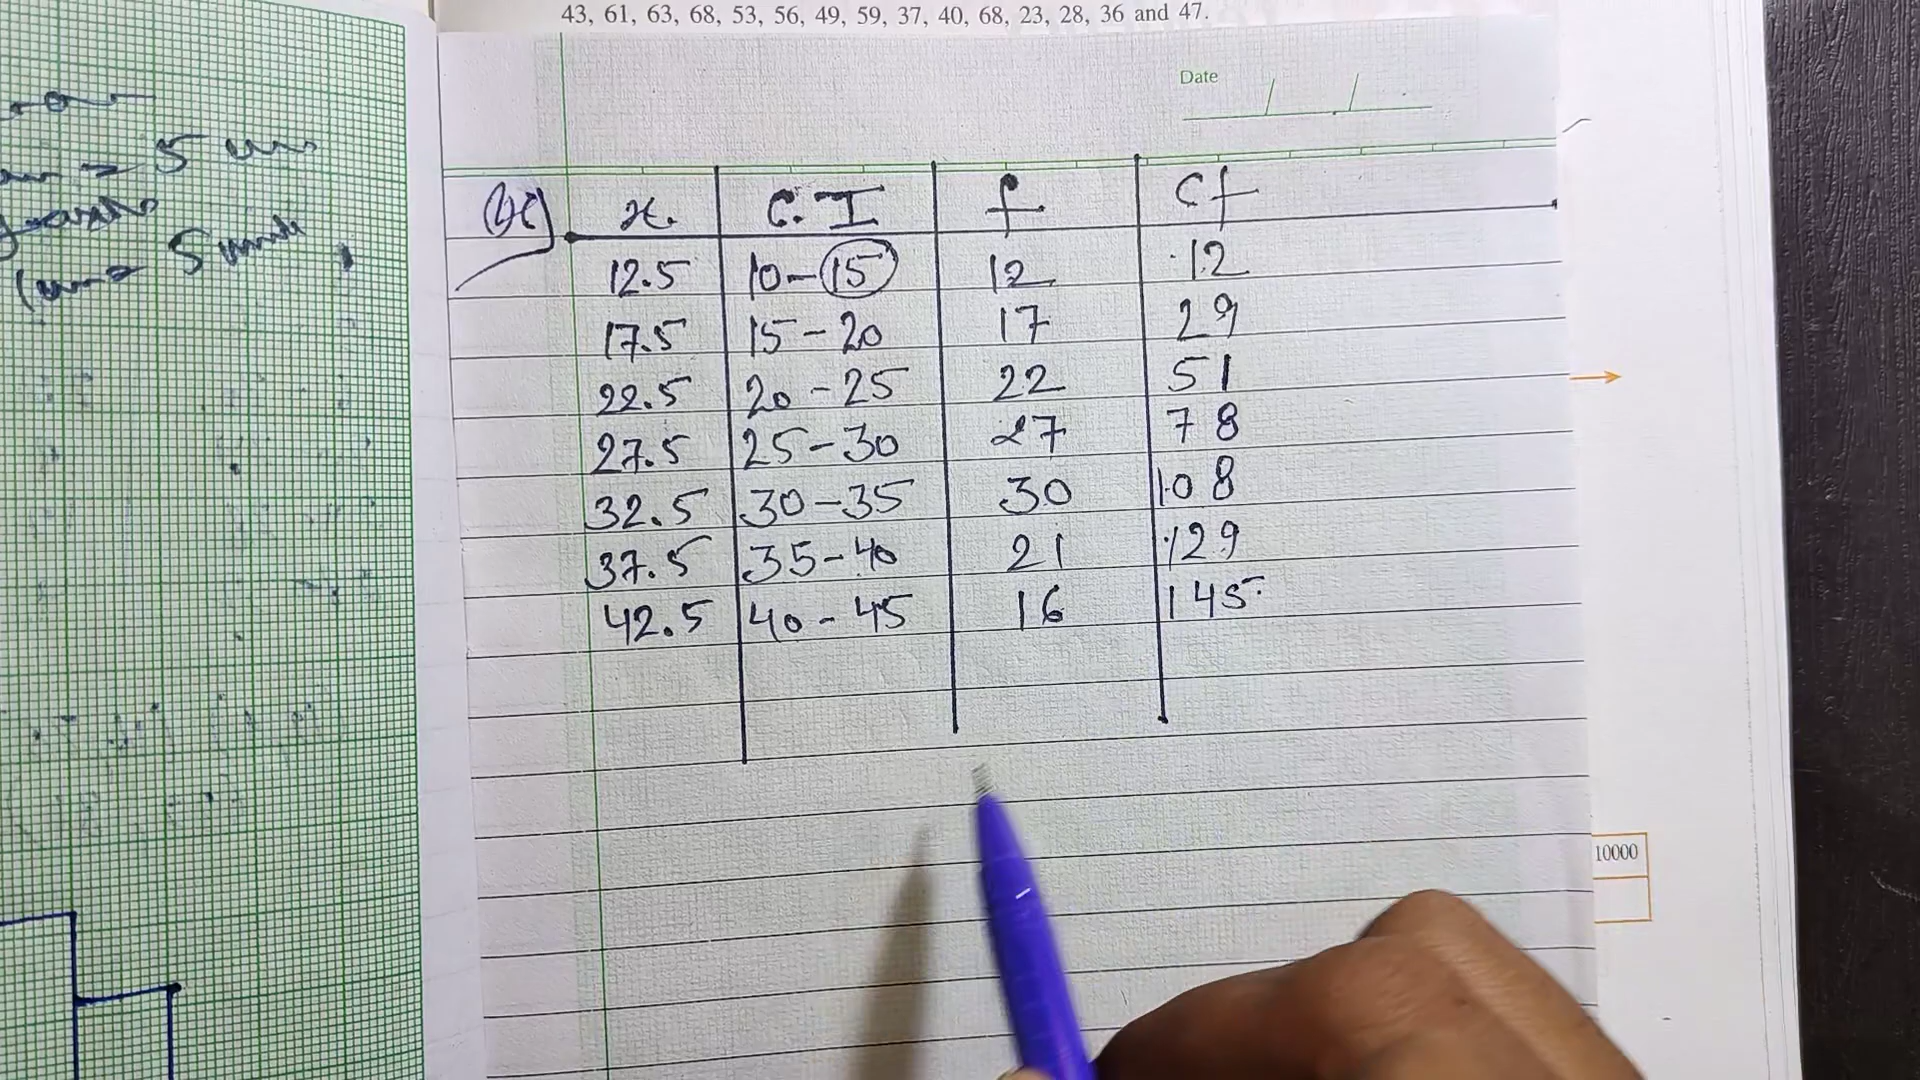 43, 61, 63, 68, 53, 56, 49, 59, 37, 40, 68, 23, 28, 36 and 47.
Date
= 5
5
x. C.I f cf
12.5 10-15 12 12
17.5 15-20 17 29
22.5 20-25 22 51
27.5 25-30 27 78
32.5 30-35 30 108
37.5 35-40 21 129
42.5 40-45 16 145
10000